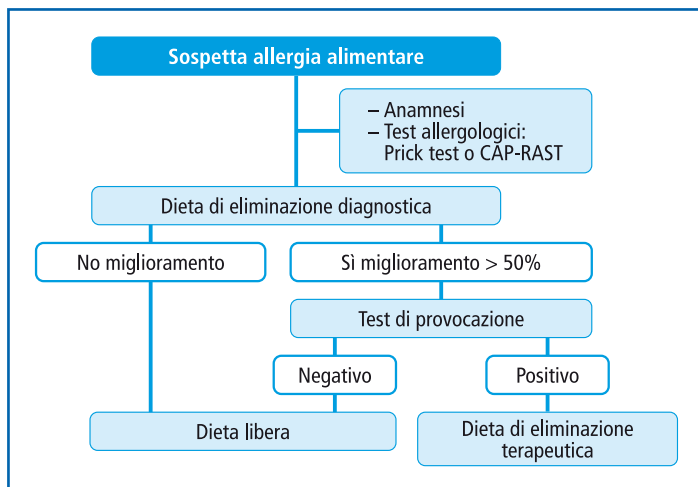 Sospetta allergia alimentare
– Anamnesi
– Test allergologici:
Prick test o CAP-RAST
Dieta di eliminazione diagnostica
No miglioramento
Sì miglioramento > 50%
Test di provocazione
Negativo
Positivo
Dieta libera
Dieta di eliminazione
terapeutica